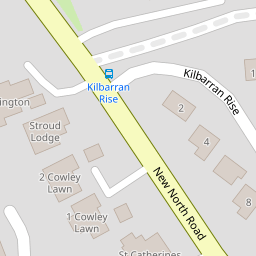 Kilbarran Rise
Kilbarran
Rise
ington
2
4
8
Stroud
Lodge
2 Cowley
Lawn
1 Cowley
Lawn
New North Road
St Catherines